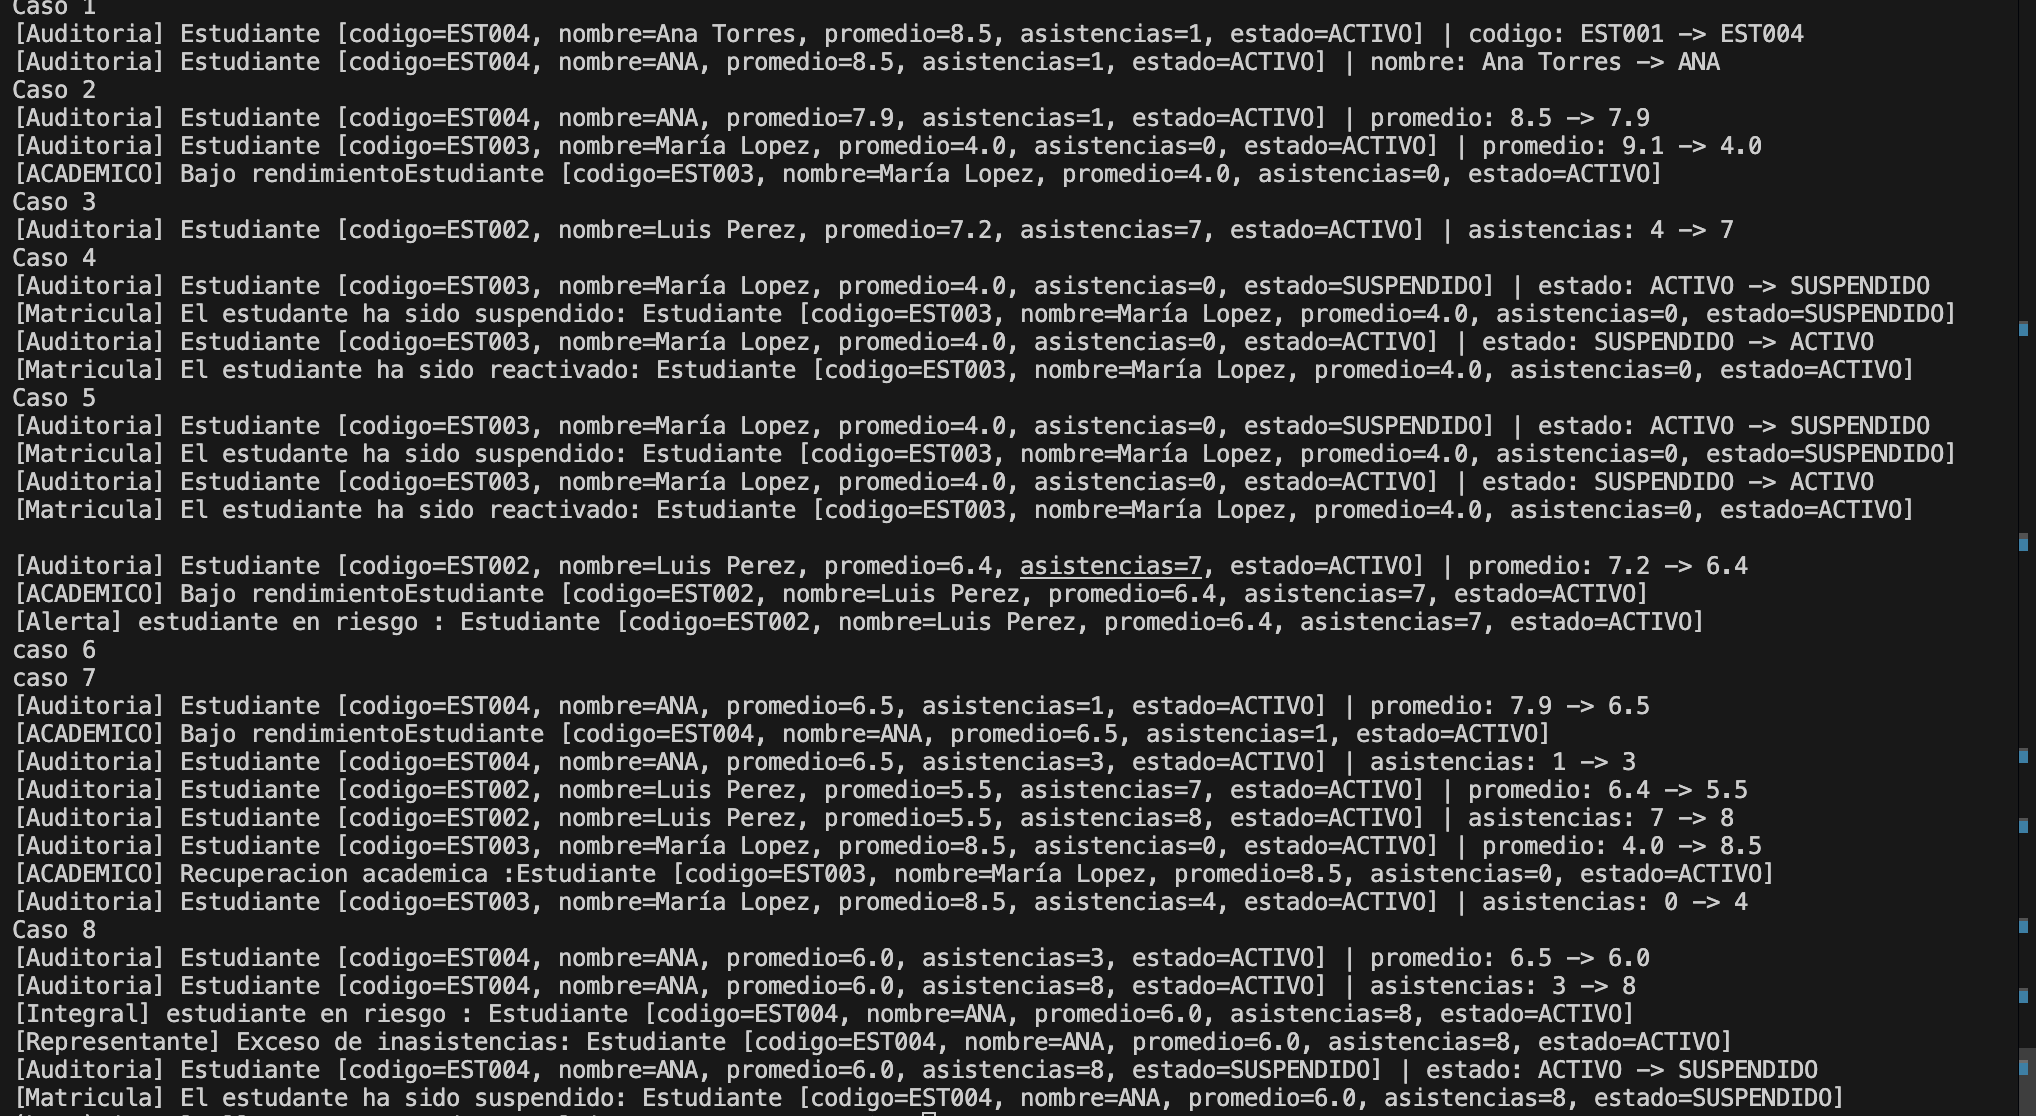 Caso 1
[Auditoria] Estudiante [codigo=EST004, nombre=Ana Torres, promedio=8.5, asistencias=1, estado=ACTIVO] | codigo: EST001 -> EST004
[Auditoria] Estudiante [codigo=EST004, nombre=ANA, promedio=8.5, asistencias=1, estado=ACTIVO] | nombre: Ana Torres -> ANA
Caso 2
[Auditoria] Estudiante [codigo=EST004, nombre=ANA, promedio=7.9, asistencias=1, estado=ACTIVO] | promedio: 8.5 -> 7.9
[Auditoria] Estudiante [codigo=EST003, nombre=María Lopez, promedio=4.0, asistencias=0, estado=ACTIVO] | promedio: 9.1 -> 4.0
[ACADEMICO] Bajo rendimientoEstudiante [codigo=EST003, nombre=María Lopez, promedio=4.0, asistencias=0, estado=ACTIVO]
Caso 3
[Auditoria] Estudiante [codigo=EST002, nombre=Luis Perez, promedio=7.2, asistencias=7, estado=ACTIVO] | asistencias: 4 -> 7
Caso 4
[Auditoria] Estudiante [codigo=EST003, nombre=María Lopez, promedio=4.0, asistencias=0, estado=SUSPENDIDO] | estado: ACTIVO -> SUSPENDIDO
[Matricula] El estudante ha sido suspendido: Estudiante [codigo=EST003, nombre=María Lopez, promedio=4.0, asistencias=0, estado=SUSPENDIDO]
[Auditoria] Estudiante [codigo=EST003, nombre=María Lopez, promedio=4.0, asistencias=0, estado=ACTIVO] | estado: SUSPENDIDO -> ACTIVO
[Matricula] El estudiante ha sido reactivado: Estudiante [codigo=EST003, nombre=María Lopez, promedio=4.0, asistencias=0, estado=ACTIVO]
Caso 5
[Auditoria] Estudiante [codigo=EST003, nombre=María Lopez, promedio=4.0, asistencias=0, estado=SUSPENDIDO] | estado: ACTIVO -> SUSPENDIDO
[Matricula] El estudante ha sido suspendido: Estudiante [codigo=EST003, nombre=María Lopez, promedio=4.0, asistencias=0, estado=SUSPENDIDO]
[Auditoria] Estudiante [codigo=EST003, nombre=María Lopez, promedio=4.0, asistencias=0, estado=ACTIVO] | estado: SUSPENDIDO -> ACTIVO
[Matricula] El estudiante ha sido reactivado: Estudiante [codigo=EST003, nombre=María Lopez, promedio=4.0, asistencias=0, estado=ACTIVO]
[Auditoria] Estudiante [codigo=EST002, nombre=Luis Perez, promedio=6.4, asistencias=7, estado=ACTIVO] | promedio: 7.2 -> 6.4
[ACADEMICO] Bajo rendimientoEstudiante [codigo=EST002, nombre=Luis Perez, promedio=6.4, asistencias=7, estado=ACTIVO]
[Alerta] estudiante en riesgo : Estudiante [codigo=EST002, nombre=Luis Perez, promedio=6.4, asistencias=7, estado=ACTIVO]
caso 6
caso 7
[Auditoria] Estudiante [codigo=EST004, nombre=ANA, promedio=6.5, asistencias=1, estado=ACTIVO] | promedio: 7.9 -> 6.5
[ACADEMICO] Bajo rendimientoEstudiante [codigo=EST004, nombre=ANA, promedio=6.5, asistencias=1, estado=ACTIVO]
[Auditoria] Estudiante [codigo=EST004, nombre=ANA, promedio=6.5, asistencias=3, estado=ACTIVO] | asistencias: 1 -> 3
[Auditoria] Estudiante [codigo=EST002, nombre=Luis Perez, promedio=5.5, asistencias=7, estado=ACTIVO] | promedio: 6.4 -> 5.5
[Auditoria] Estudiante [codigo=EST002, nombre=Luis Perez, promedio=5.5, asistencias=8, estado=ACTIVO] | asistencias: 7 -> 8
[Auditoria] Estudiante [codigo=EST003, nombre=María Lopez, promedio=8.5, asistencias=0, estado=ACTIVO] | promedio: 4.0 -> 8.5
[ACADEMICO] Recuperacion academica :Estudiante [codigo=EST003, nombre=María Lopez, promedio=8.5, asistencias=0, estado=ACTIVO]
[Auditoria] Estudiante [codigo=EST003, nombre=María Lopez, promedio=8.5, asistencias=4, estado=ACTIVO] | asistencias: 0 -> 4
Caso 8
[Auditoria] Estudiante [codigo=EST004, nombre=ANA, promedio=6.0, asistencias=3, estado=ACTIVO] | promedio: 6.5 -> 6.0
[Auditoria] Estudiante [codigo=EST004, nombre=ANA, promedio=6.0, asistencias=8, estado=ACTIVO] | asistencias: 3 -> 8
[Integral] estudiante en riesgo : Estudiante [codigo=EST004, nombre=ANA, promedio=6.0, asistencias=8, estado=ACTIVO]
[Representante] Exceso de inasistencias: Estudiante [codigo=EST004, nombre=ANA, promedio=6.0, asistencias=8, estado=ACTIVO]
[Auditoria] Estudiante [codigo=EST004, nombre=ANA, promedio=6.0, asistencias=8, estado=SUSPENDIDO] | estado: ACTIVO -> SUSPENDIDO
[Matricula] El estudante ha sido suspendido: Estudiante [codigo=EST004, nombre=ANA, promedio=6.0, asistencias=8, estado=SUSPENDIDO]